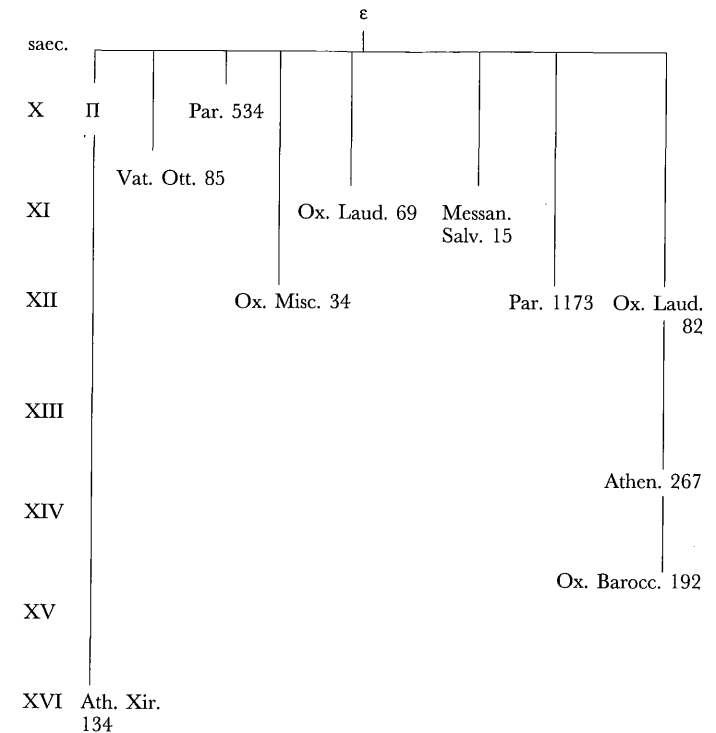 ε
saec.
X Π Par. 534
Vat. Ott. 85
XI Ox. Laud. 69 Messan.
Salv. 15
XII Ox. Misc. 34 Par. 1173 Ox. Laud.
82
XIII
Athen. 267
XIV
Ox. Barocc. 192
XV
XVI Ath. Xir.
134